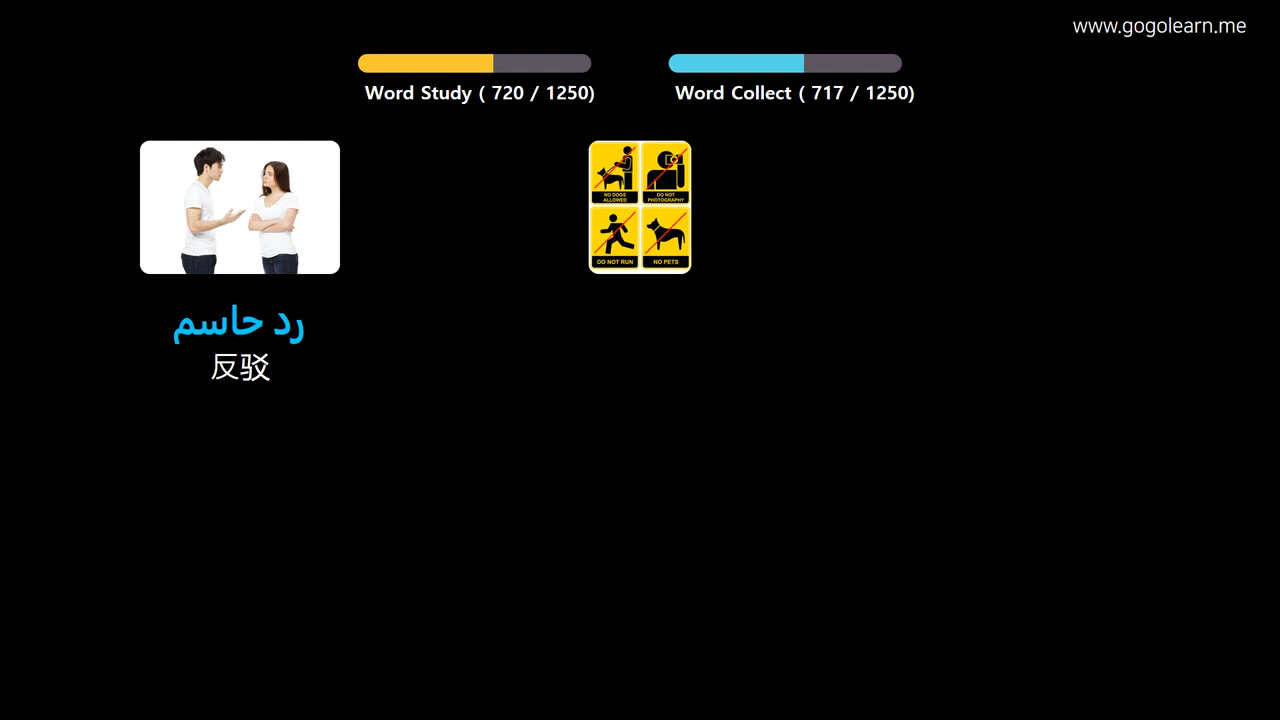 www.gogolearn.me
Word Study ( 720 / 1250)
Word Collect ( 717 / 1250)
NO DOGS
ALLOWED
DO NOT
PHOTOGRAPHY
DO NOT RUN
NO PETS
رد حاسم
反驳